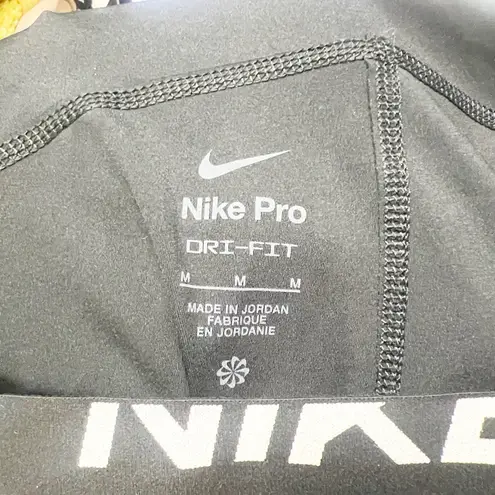 Nike Pro
DRI-FIT
M M M
MADE IN JORDAN
FABRIQUE
EN JORDANIE
NIKE